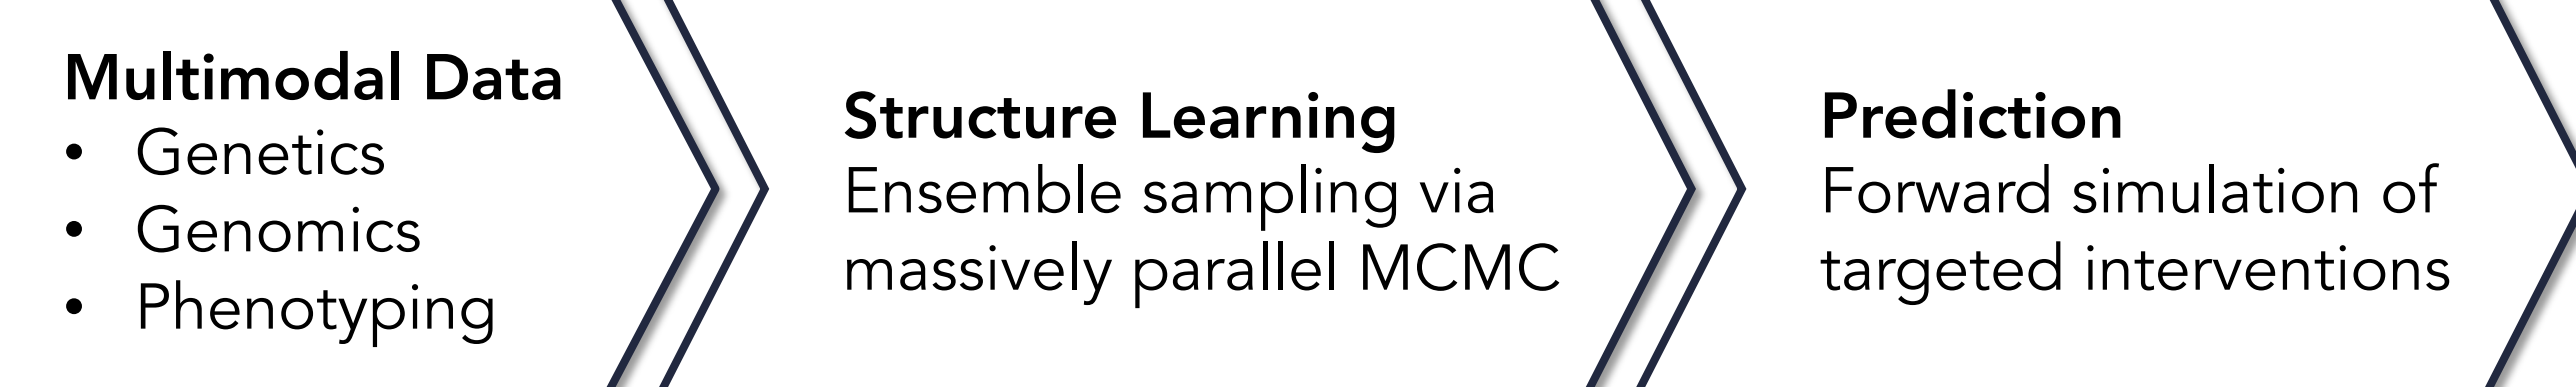 Multimodal Data
• Genetics
• Genomics
• Phenotyping
Structure Learning
Ensemble sampling via
massively parallel MCMC
Prediction
Forward simulation of
targeted interventions